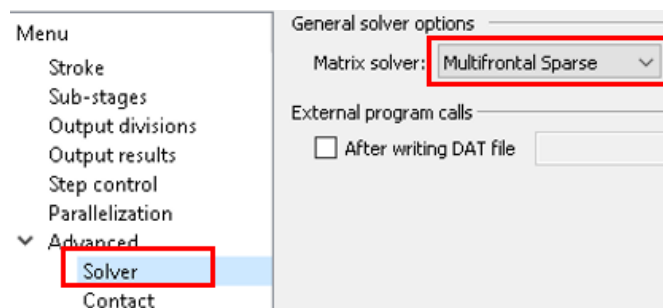 Menu
Stroke
Sub-stages
Output divisions
Output results
Step control
Parallelization
Advanced
Solver
Contact
General solver options
Matrix solver: Multifrontal Sparse
External program calls
After writing DAT file